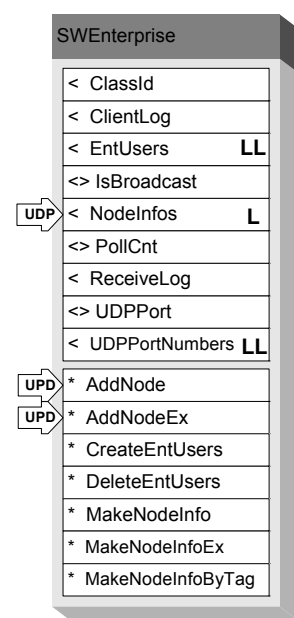 SWEnterprise
< ClassId
< ClientLog
< EntUsers LL
<> IsBroadcast
UDP < NodeInfos L
<> PollCnt
< ReceiveLog
<> UDPPort
< UDPPortNumbers LL
UPD * AddNode
UPD * AddNodeEx
* CreateEntUsers
* DeleteEntUsers
* MakeNodeInfo
* MakeNodeInfoEx
* MakeNodeInfoByTag